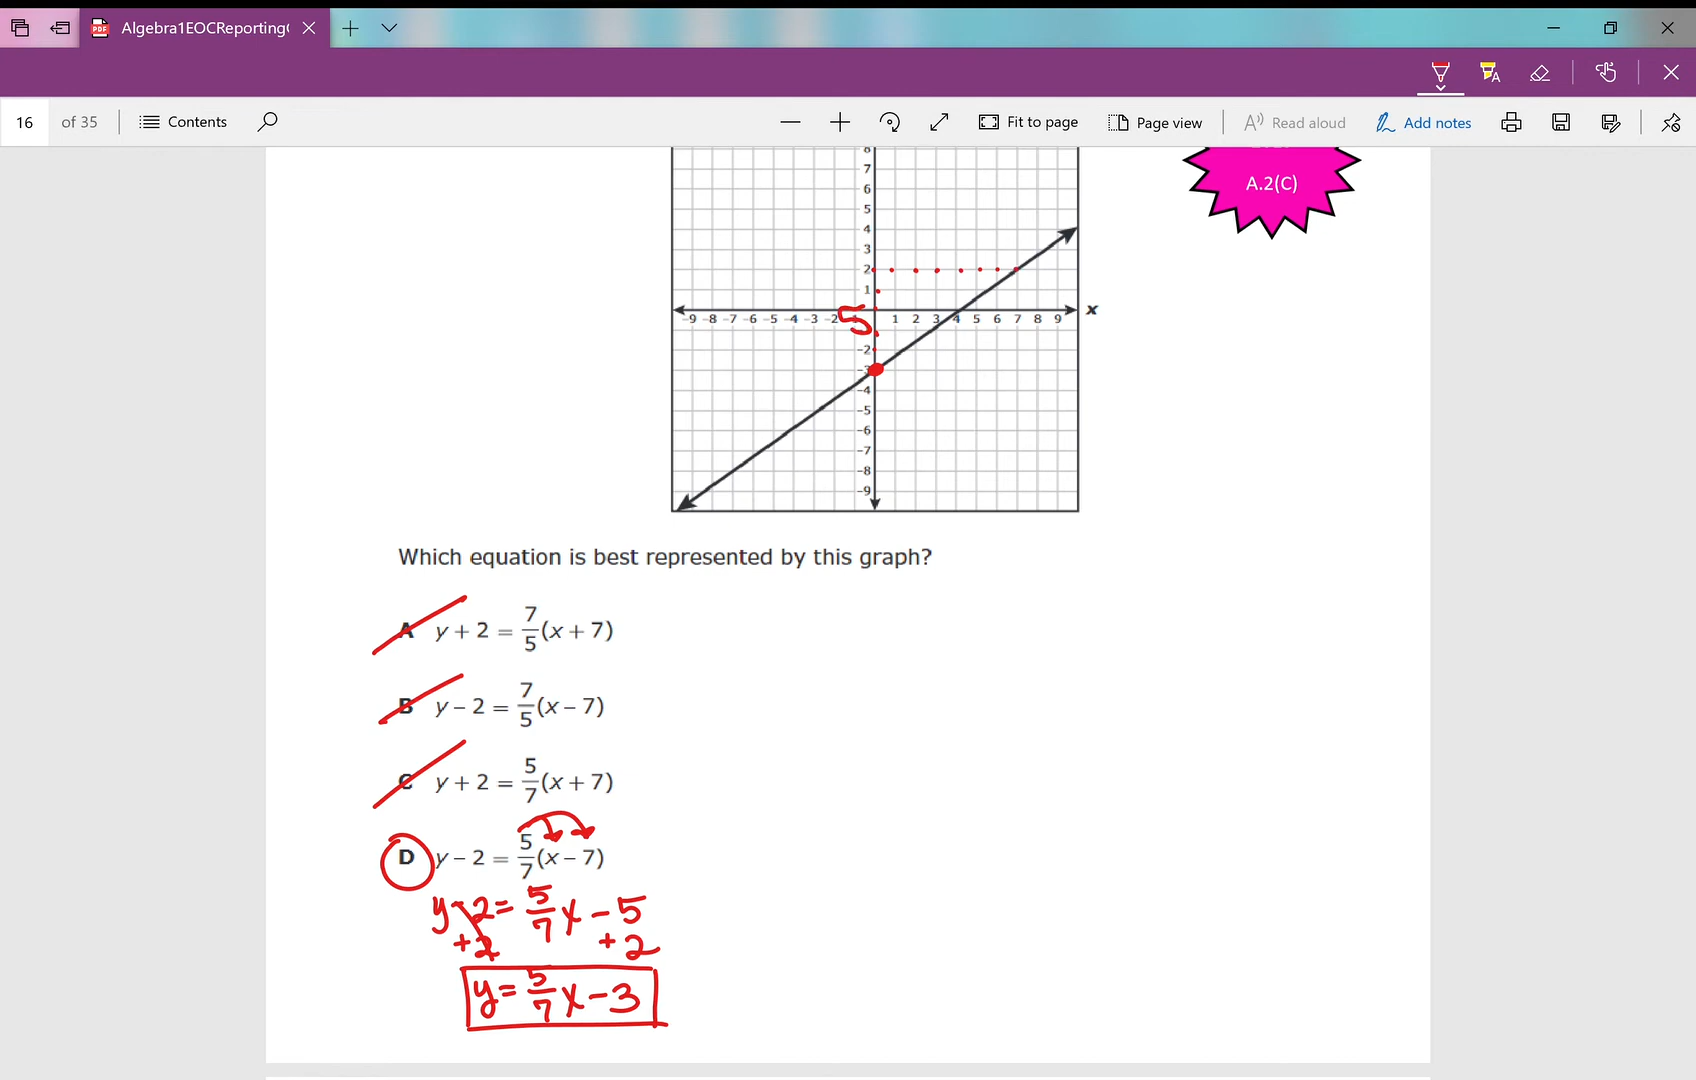 Algebra1EOCReporting(
16 of 35 Contents Fit to page Page view Read aloud Add notes
A.2(C)
8
7
6
5
4
3
2
1
-9 -8 -7 -6 -5 -4 -3 -2 1 2 3 4 5 6 7 8 9 x
5
-2
-3
-4
-5
-6
-7
-8
-9
Which equation is best represented by this graph?
A y + 2 = 7/5(x + 7)
B y – 2 = 7/5(x – 7)
C y + 2 = 5/7(x + 7)
D y – 2 = 5/7(x – 7)
y - 2 = 5/7 x - 5
+2 +2
y = 5/7 x - 3